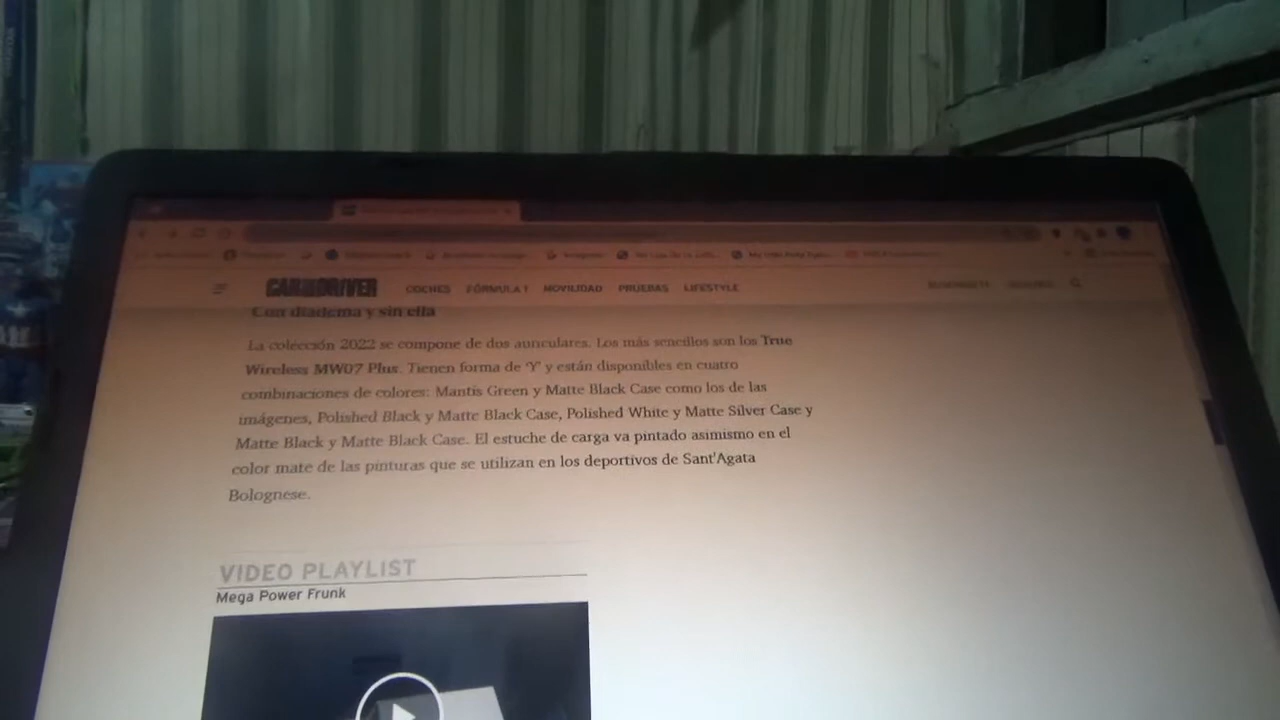 CAR AND DRIVER COCHES FÓRMULA 1 MOVILIDAD PRUEBAS LIFESTYLE
Con diadema y sin ella
La colección 2022 se compone de dos auriculares. Los más sencillos son los True
Wireless MW07 Plus. Tienen forma de 'Y' y están disponibles en cuatro
combinaciones de colores: Mantis Green y Matte Black Case como los de las
imágenes, Polished Black y Matte Black Case, Polished White y Matte Silver Case y
Matte Black y Matte Black Case. El estuche de carga va pintado asimismo en el
color mate de las pinturas que se utilizan en los deportivos de Sant'Agata
Bolognese.
VIDEO PLAYLIST
Mega Power Frunk